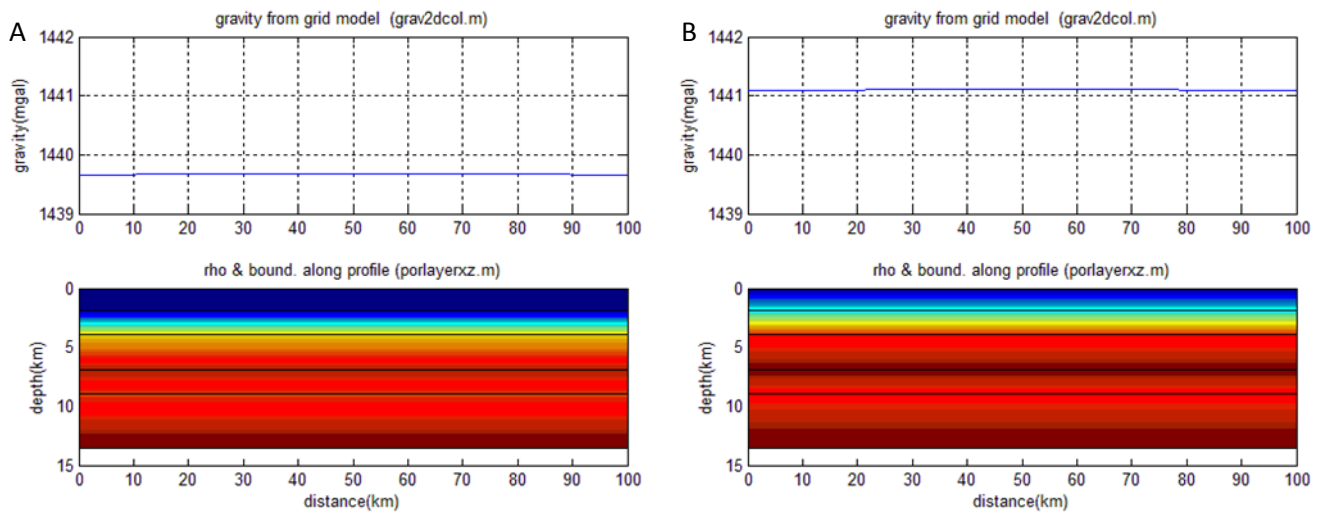 A
gravity from grid model (grav2dcol.m)
gravity(mgal)
1442
1441
1440
1439
0 10 20 30 40 50 60 70 80 90 100
rho & bound. along profile (porlayerxz.m)
depth(km)
0
5
10
15
0 10 20 30 40 50 60 70 80 90 100
distance(km)
B
gravity from grid model (grav2dcol.m)
gravity(mgal)
1442
1441
1440
1439
0 10 20 30 40 50 60 70 80 90 100
rho & bound. along profile (porlayerxz.m)
depth(km)
0
5
10
15
0 10 20 30 40 50 60 70 80 90 100
distance(km)